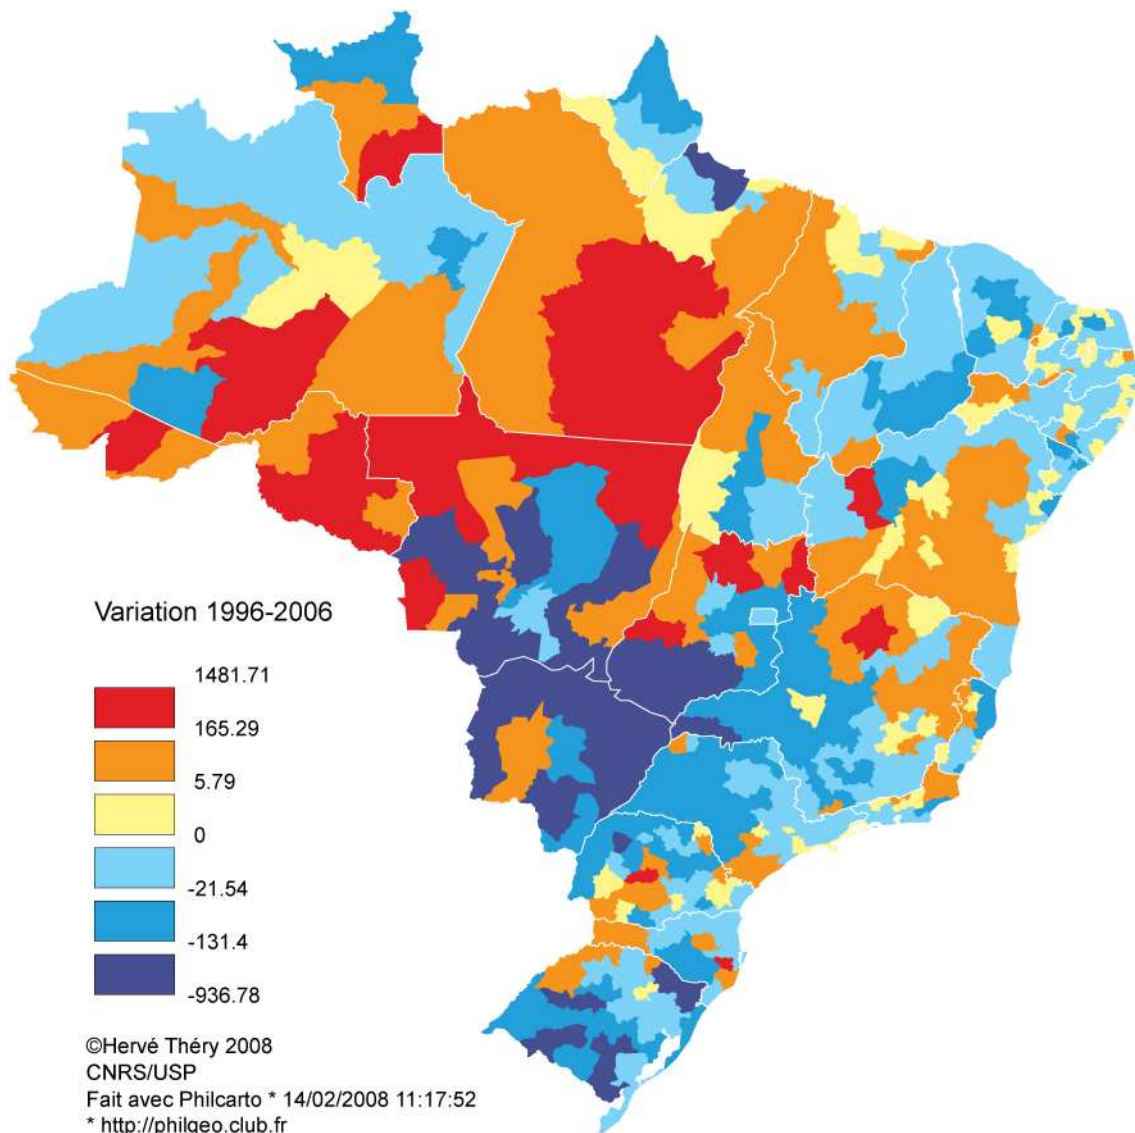 Variation 1996-2006
1481.71
165.29
5.79
0
-21.54
-131.4
-936.78
©Hervé Théry 2008
CNRS/USP
Fait avec Philcarto * 14/02/2008 11:17:52
* http://philgeo.club.fr